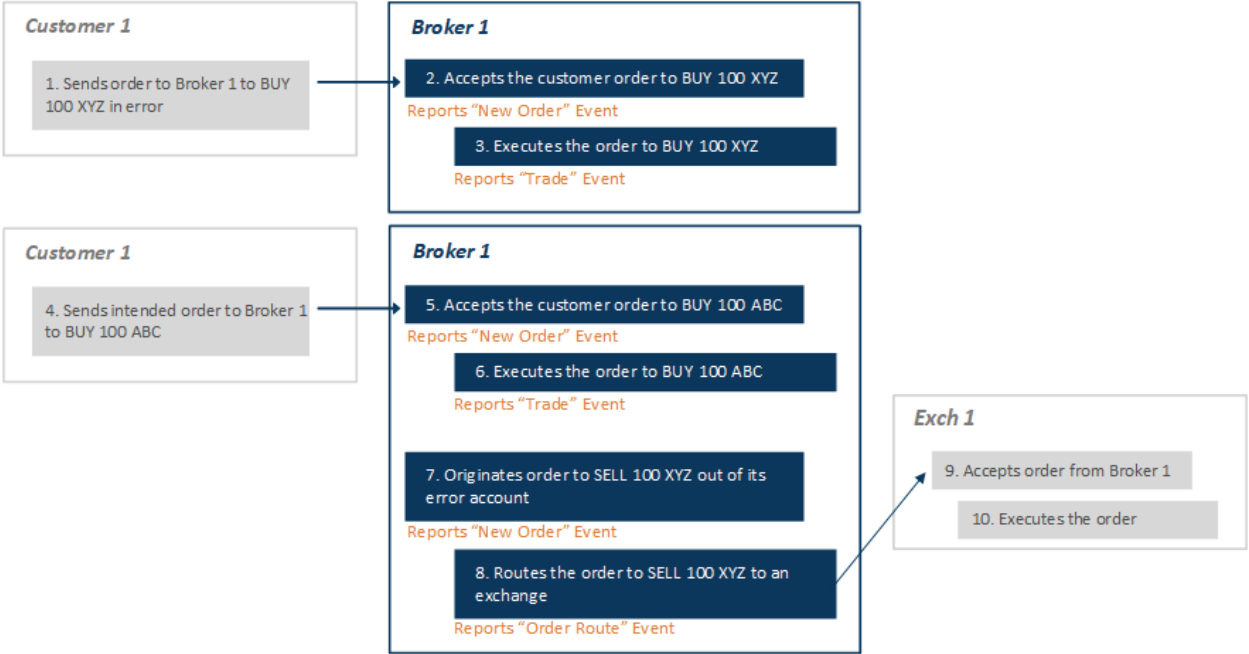 Customer 1
1. Sends order to Broker 1 to BUY
100 XYZ in error
Broker 1
2. Accepts the customer order to BUY 100 XYZ
Reports “New Order” Event
3. Executes the order to BUY 100 XYZ
Reports “Trade” Event
Customer 1
4. Sends intended order to Broker 1
to BUY 100 ABC
Broker 1
5. Accepts the customer order to BUY 100 ABC
Reports “New Order” Event
6. Executes the order to BUY 100 ABC
Reports “Trade” Event
7. Originates order to SELL 100 XYZ out of its
error account
Reports “New Order” Event
8. Routes the order to SELL 100 XYZ to an
exchange
Reports “Order Route” Event
Exch 1
9. Accepts order from Broker 1
10. Executes the order